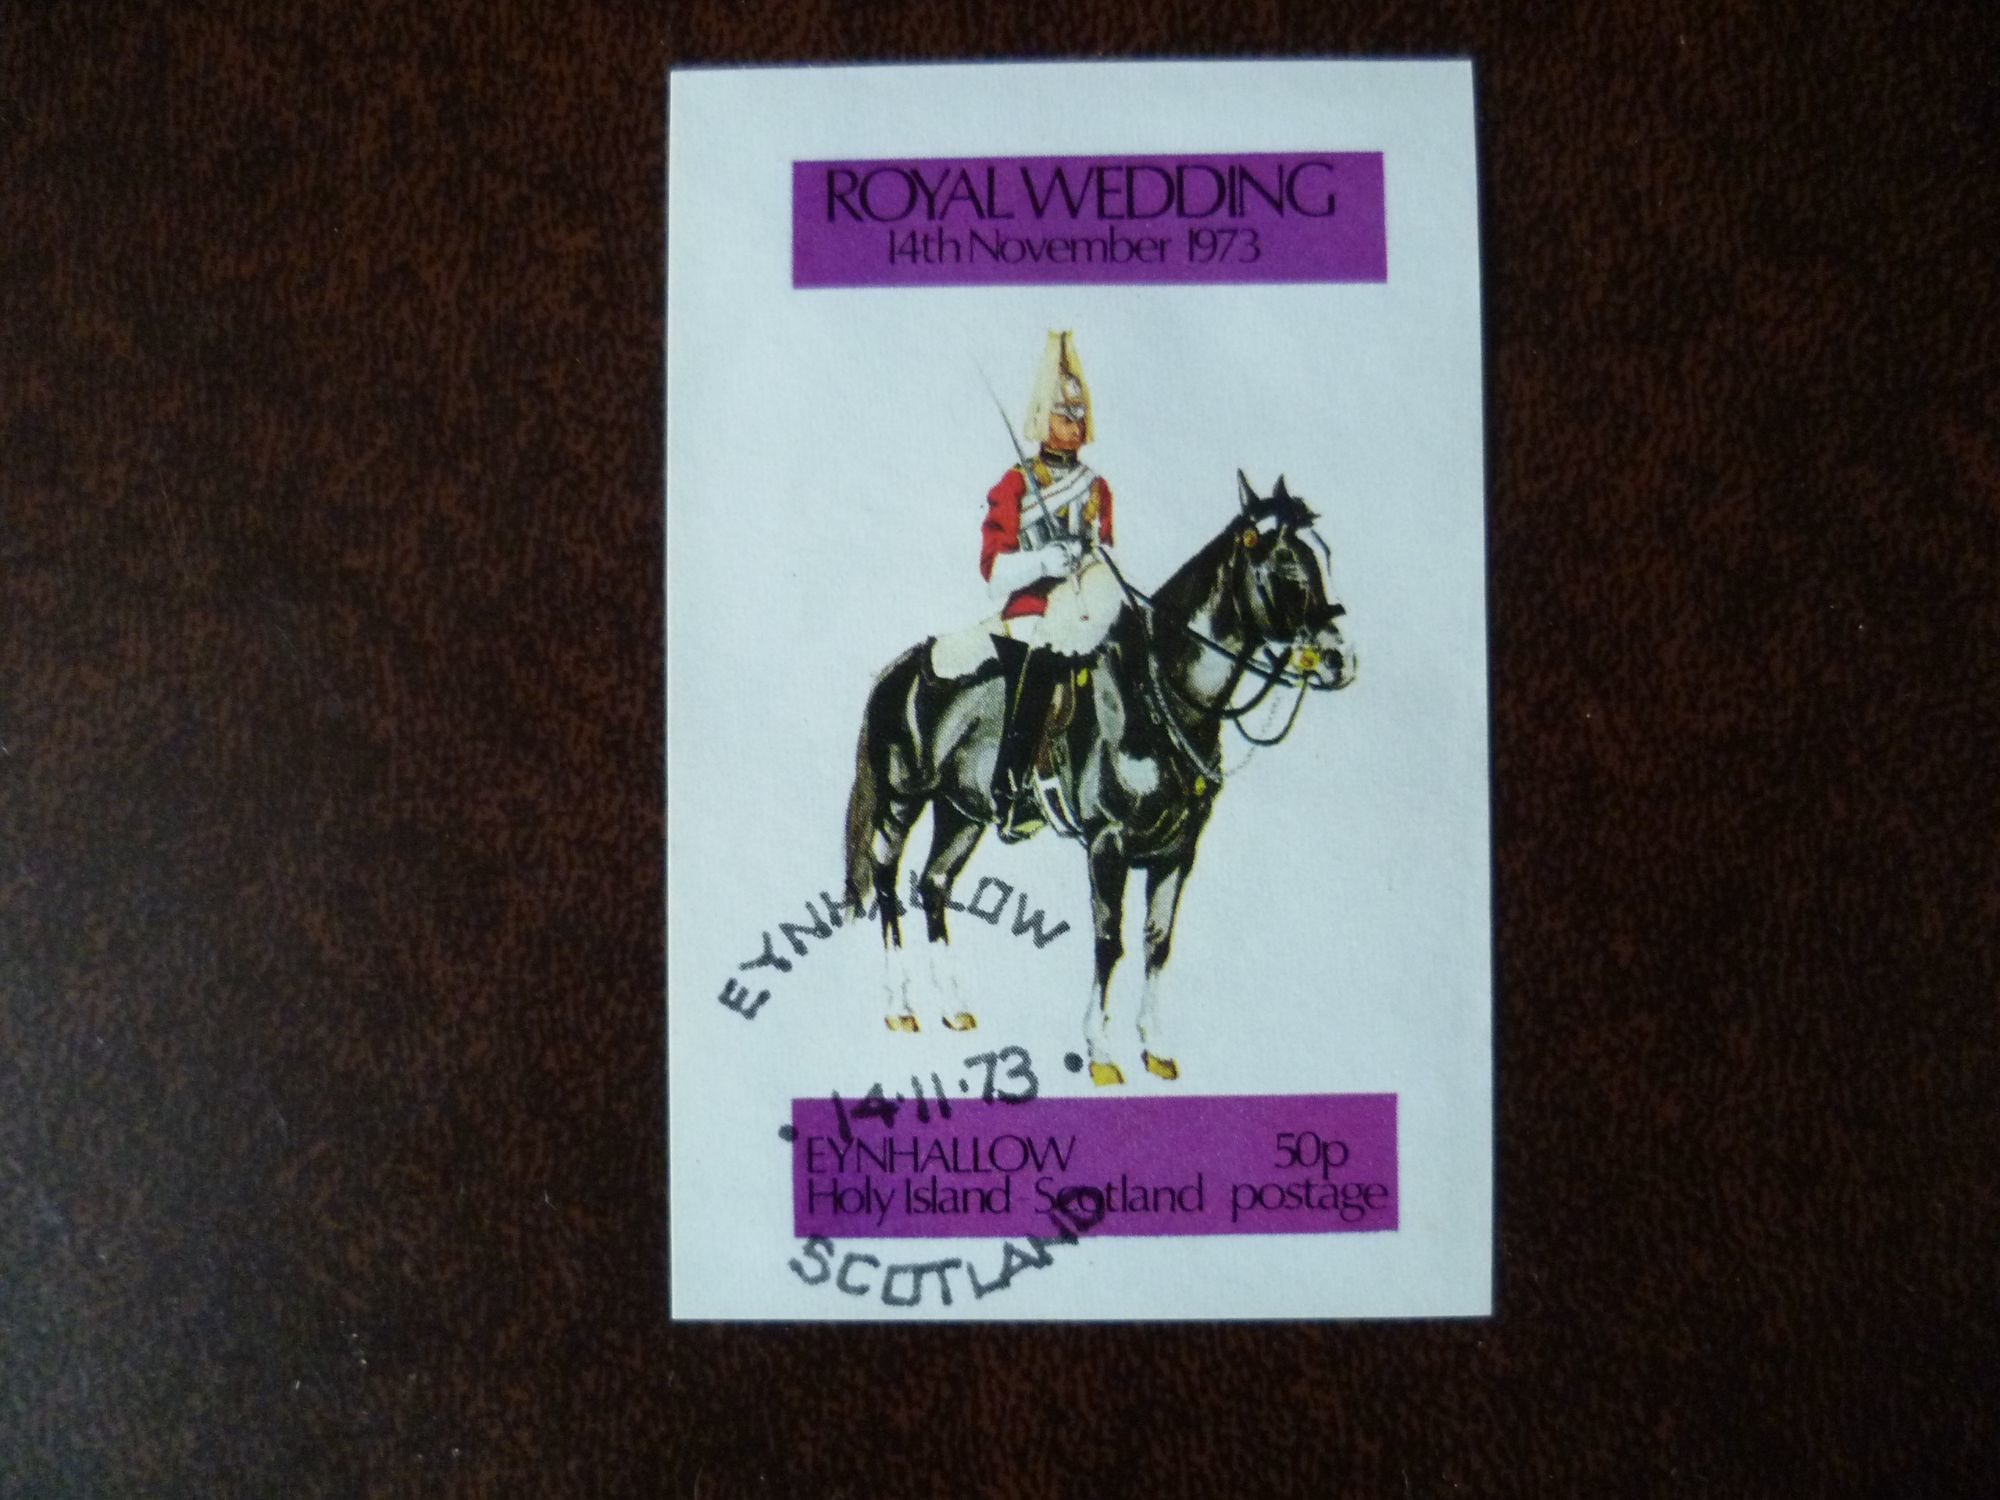 ROYAL WEDDING
14th November 1973
EYNHALLOW
14·11·73
EYNHALLOW 50p
Holy Island - Scotland postage
SCOTLAND